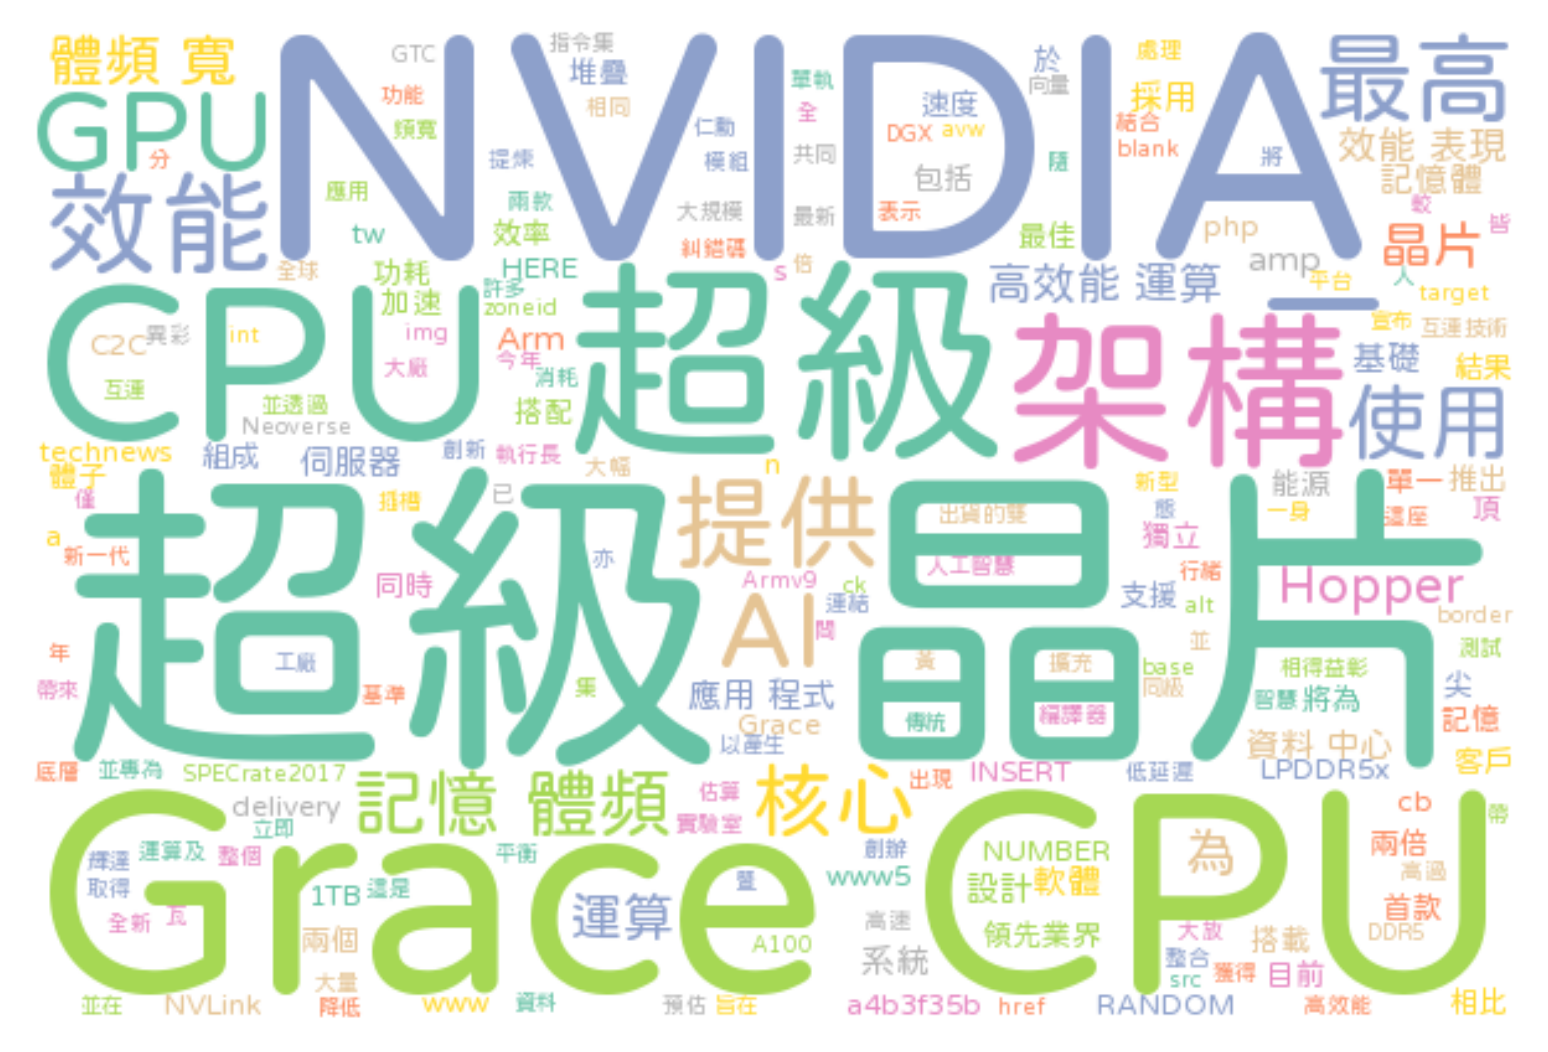 體頻 寬
NVIDIA
最高
GTC
指令集
堆疊
相同
功能
頻寬
單執
全
於
向量
處理
採用
速度
DGX
avw
結合
blank
GPU
分
仁勳
模組
共同
包括
隨
將
效能 表現
記憶體
較
提煉
應用
兩款
大規模
最新
表示
最佳
php
皆
效能
tw
效率
糾錯碼
amp
晶片
人
全球
功耗
HERE
s
倍
高效能 運算
平台
target
加速
許多
zoneid
CPU 超級
C2C
異彩
int
img
Arm
今年
大廠
消耗
架構
宣布
互連 技術
基礎
結果
互運
並透過
Neoverse
搭配
使用
technews
組成
伺服器
創新
執行長
大幅
n
體子
僅
插槽
已
提供
出貨的雙
新型
態
能源
一身
單一
推出
這座
頂
a
新一代
超級 晶片
同時
亦
Armv9
ck
人工智慧
獨立
行緒
Hopper
連結
AI
間
支援
alt
border
年
工廠
黃
擴充
並
測試
帶來
基準
集
base
同級
相得益彰
尖
應用 程式
Grace
傳統
編譯器
智慧
將為
記憶
以產生
資料 中心
底層
並專為
SPECrate2017
記憶 體頻
估算
核心
出現
INSERT
低延遲
LPDDR5x
客戶
delivery
立即
實驗室
cb
帶
Grace CPU
輝達
運算及
整個
平衡
創辦
NUMBER
為
兩倍
高過
取得
1TB
這是
暨
www5
設計
軟體
首款
全新
瓦
兩個
運算
A100
高速
領先業界
大放
搭載
DDR5
大量
系統
整合
src
獲得
目前
並在
NVLink
降低
www
資料
預估
旨在
a4b3f35b
href
RANDOM
高效能
相比